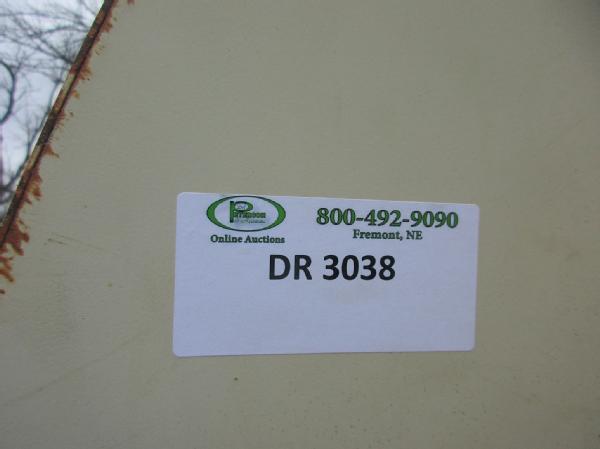 800-492-9090
Online Auctions
Fremont, NE
DR 3038